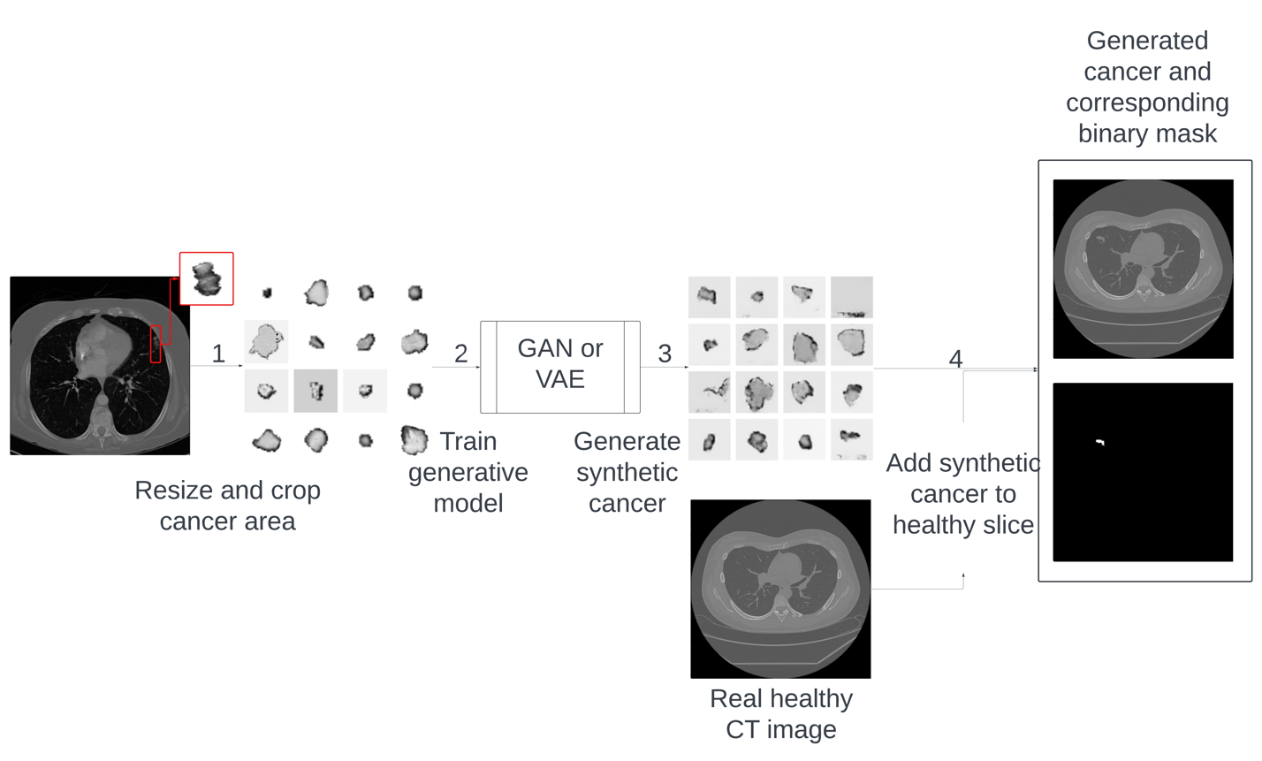 Generated
cancer and
corresponding
binary mask
1
2
GAN or
VAE
3
4
Resize and crop
cancer area
Train
generative
model
Generate
synthetic
cancer
Add synthetic
cancer to
healthy slice
Real healthy
CT image